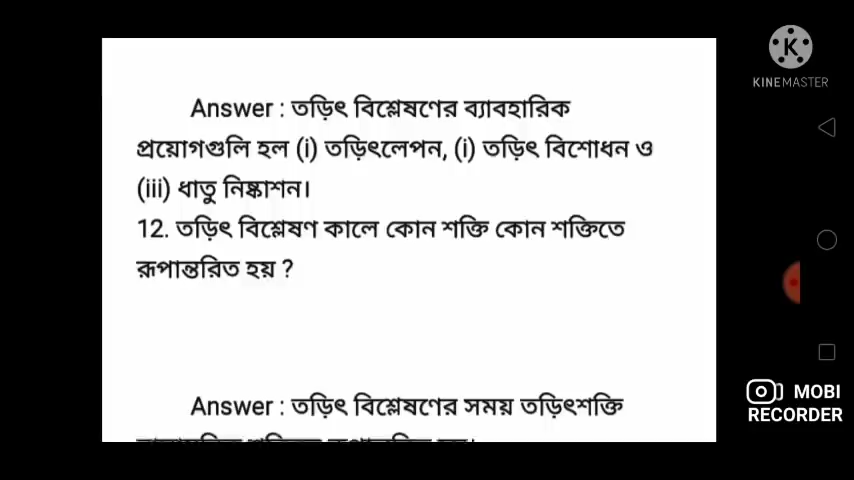 Answer : তড়িৎ বিশ্লেষণের ব্যাবহারিক
প্রয়োগগুলি হল (i) তড়িৎলেপন, (i) তড়িৎ বিশোধন ও
(iii) ধাতু নিষ্কাশন।
12. তড়িৎ বিশ্লেষণ কালে কোন শক্তি কোন শক্তিতে
রূপান্তরিত হয় ?
Answer : তড়িৎ বিশ্লেষণের সময় তড়িৎশক্তি
KINEMASTER
MOBI
RECORDER